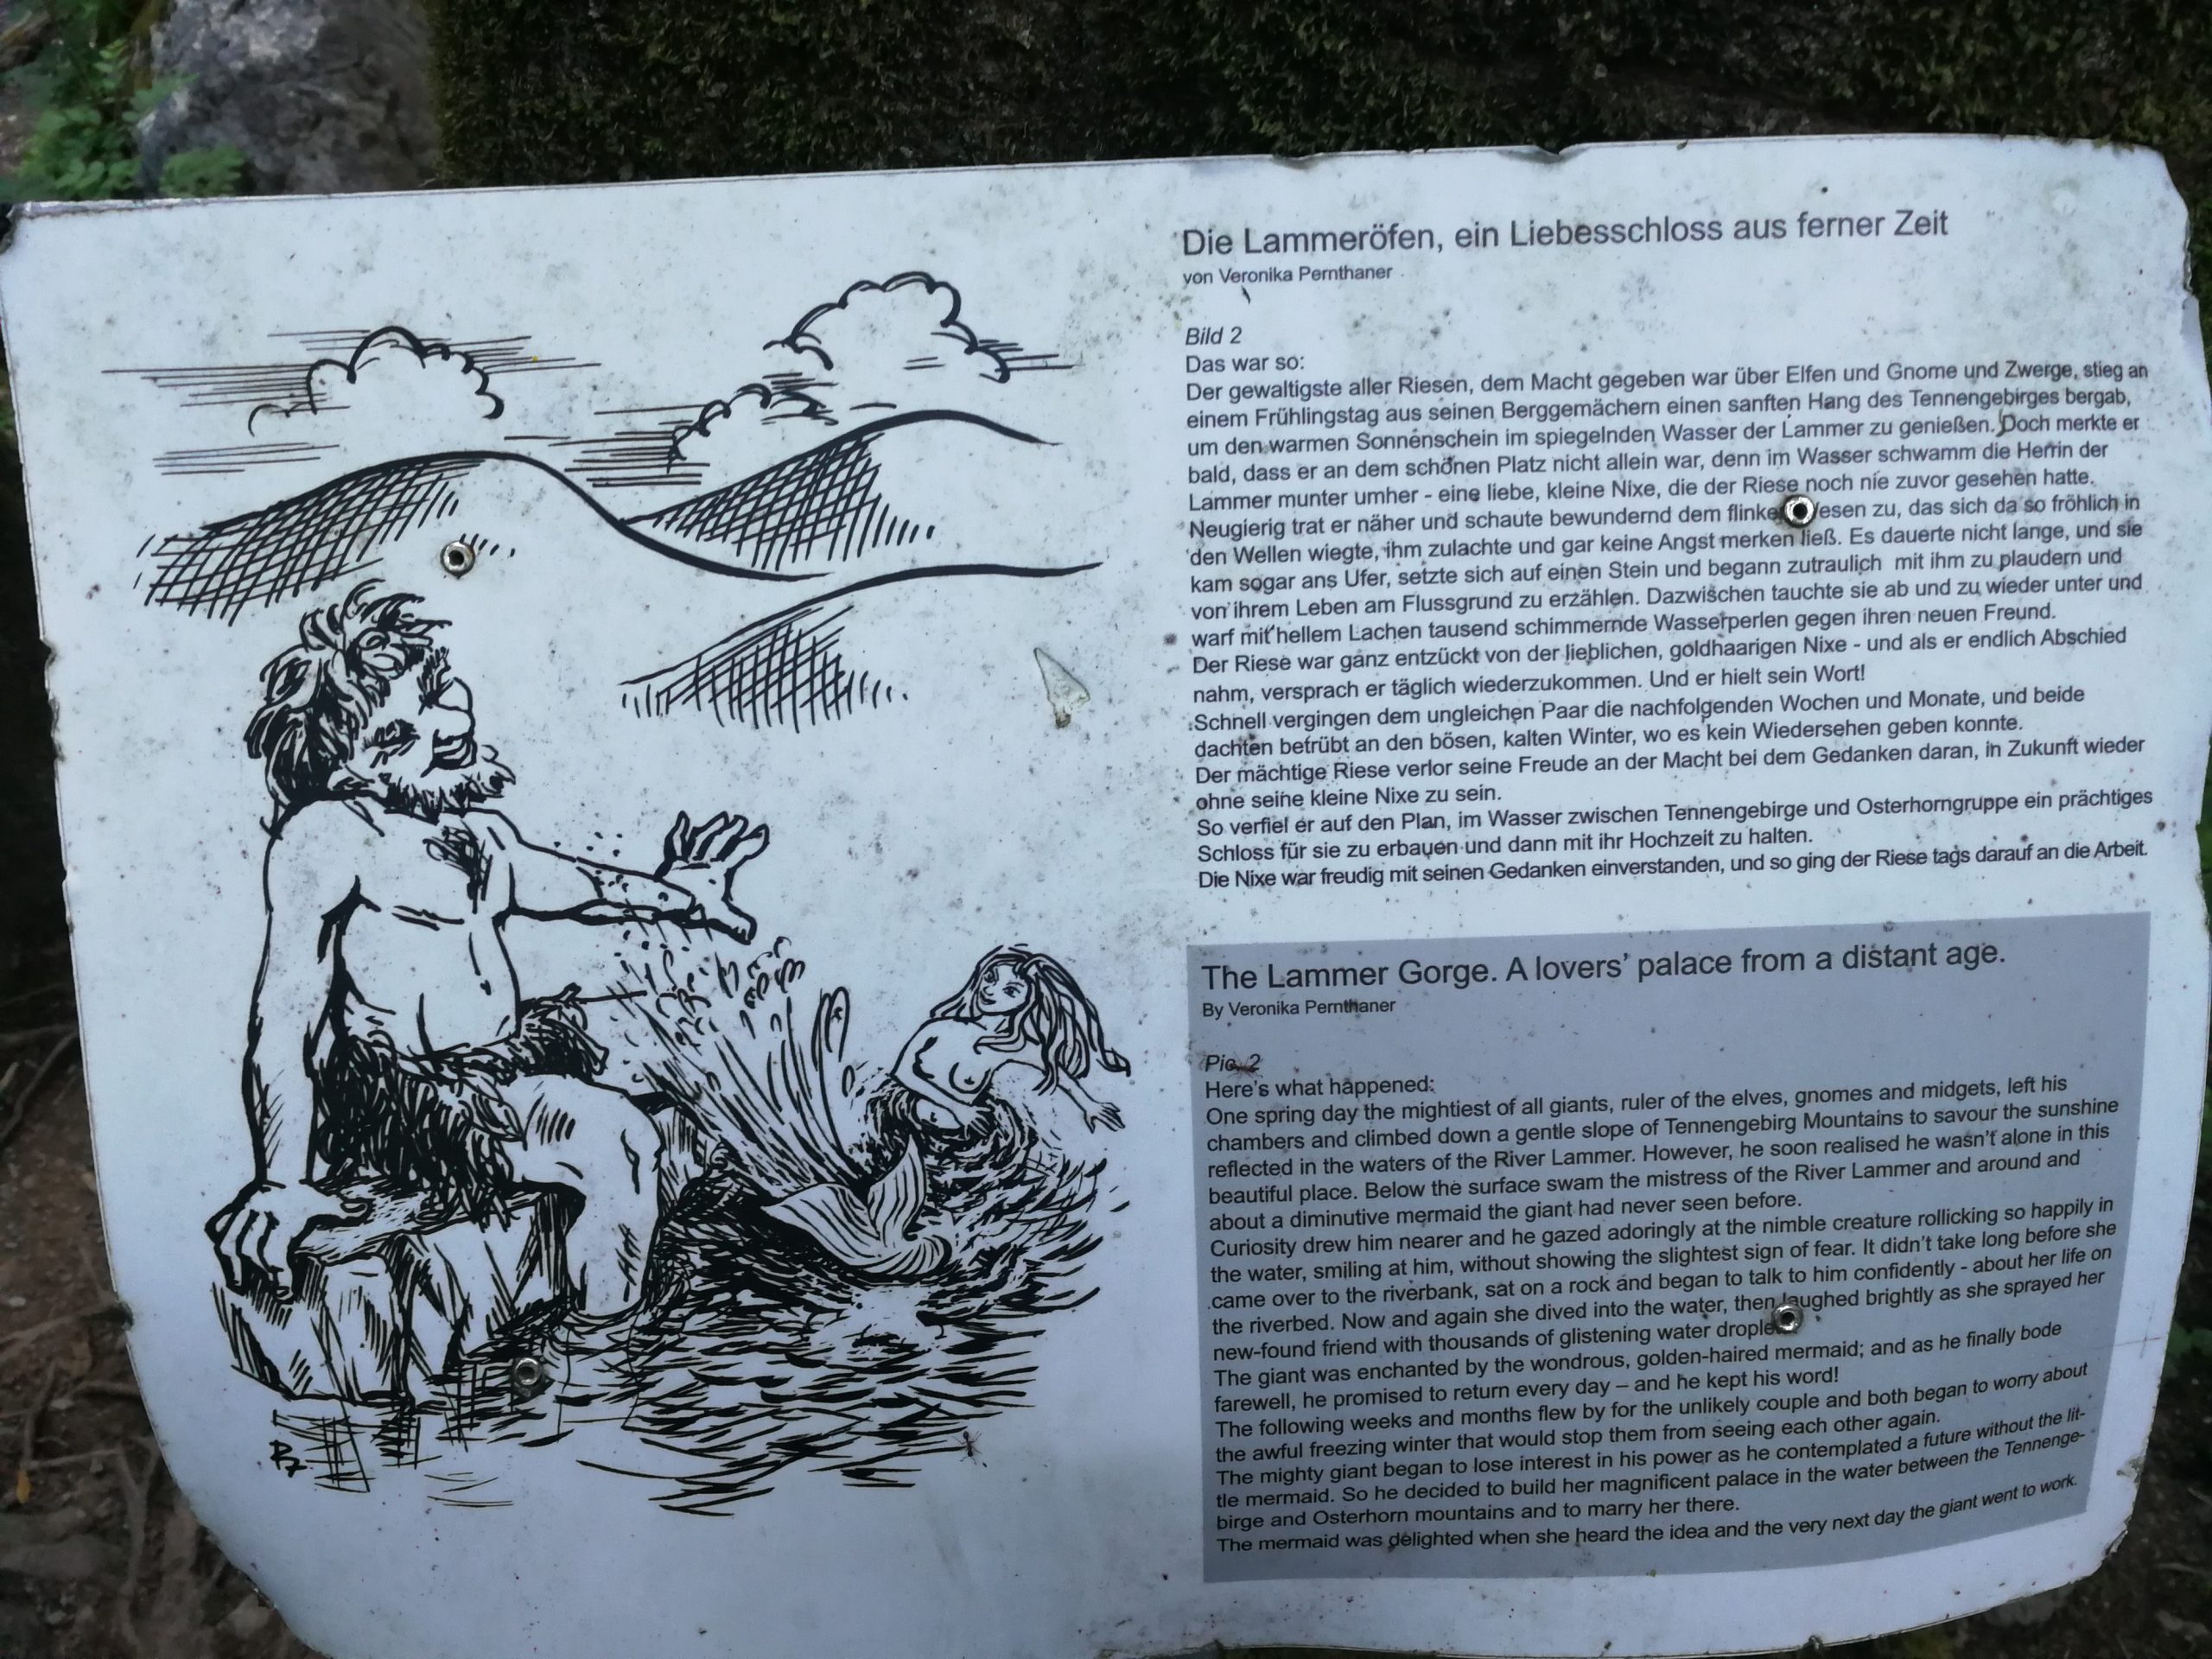 Die Lammeröfen, ein Liebesschloss aus ferner Zeit
von Veronika Pernthaner
Bild 2
Das war so:
Der gewaltigste aller Riesen, dem Macht gegeben war über Elfen und Gnome und Zwerge, stieg an
einem Frühlingstag aus seinen Berggemächern einen sanften Hang des Tennengebirges bergab,
um den warmen Sonnenschein im spiegelnden Wasser der Lammer zu genießen. Doch merkte er
bald, dass er an dem schönen Platz nicht allein war, denn im Wasser schwamm die Herrin der
Lammer munter umher - eine liebe, kleine Nixe, die der Riese noch nie zuvor gesehen hatte.
Neugierig trat er näher und schaute bewundernd dem flinke esen zu, das sich da so fröhlich in
den Wellen wiegte, ihm zulachte und gar keine Angst merken ließ. Es dauerte nicht lange, und sie
kam sogar ans Ufer, setzte sich auf einen Stein und begann zutraulich mit ihm zu plaudern und
von ihrem Leben am Flussgrund zu erzählen. Dazwischen tauchte sie ab und zu wieder unter und
warf mit hellem Lachen tausend schimmernde Wasserperlen gegen ihren neuen Freund.
Der Riese war ganz entzückt von der lieblichen, goldhaarigen Nixe - und als er endlich Abschied
nahm, versprach er täglich wiederzukommen. Und er hielt sein Wort!
Schnell vergingen dem ungleichen Paar die nachfolgenden Wochen und Monate, und beide
dachten betrübt an den bösen, kalten Winter, wo es kein Wiedersehen geben konnte.
Der mächtige Riese verlor seine Freude an der Macht bei dem Gedanken daran, in Zukunft wieder
ohne seine kleine Nixe zu sein.
So verfiel er auf den Plan, im Wasser zwischen Tennengebirge und Osterhorngruppe ein prächtiges
Schloss für sie zu erbauen und dann mit ihr Hochzeit zu halten.
Die Nixe war freudig mit seinen Gedanken einverstanden, und so ging der Riese tags darauf an die Arbeit.
The Lammer Gorge. A lovers' palace from a distant age.
By Veronika Pernthaner
Pic 2
Here's what happened:
One spring day the mightiest of all giants, ruler of the elves, gnomes and midgets, left his
chambers and climbed down a gentle slope of Tennengebirg Mountains to savour the sunshine
reflected in the waters of the River Lammer. However, he soon realised he wasn't alone in this
beautiful place. Below the surface swam the mistress of the River Lammer and around and
about a diminutive mermaid the giant had never seen before.
Curiosity drew him nearer and he gazed adoringly at the nimble creature rollicking so happily in
the water, smiling at him, without showing the slightest sign of fear. It didn't take long before she
came over to the riverbank, sat on a rock and began to talk to him confidently - about her life on
the riverbed. Now and again she dived into the water, then laughed brightly as she sprayed her
new-found friend with thousands of glistening water drople
The giant was enchanted by the wondrous, golden-haired mermaid; and as he finally bode
farewell, he promised to return every day – and he kept his word!
The following weeks and months flew by for the unlikely couple and both began to worry about
the awful freezing winter that would stop them from seeing each other again.
The mighty giant began to lose interest in his power as he contemplated a future without the lit-
tle mermaid. So he decided to build her magnificent palace in the water between the Tennenge-
birge and Osterhorn mountains and to marry her there.
The mermaid was delighted when she heard the idea and the very next day the giant went to work.